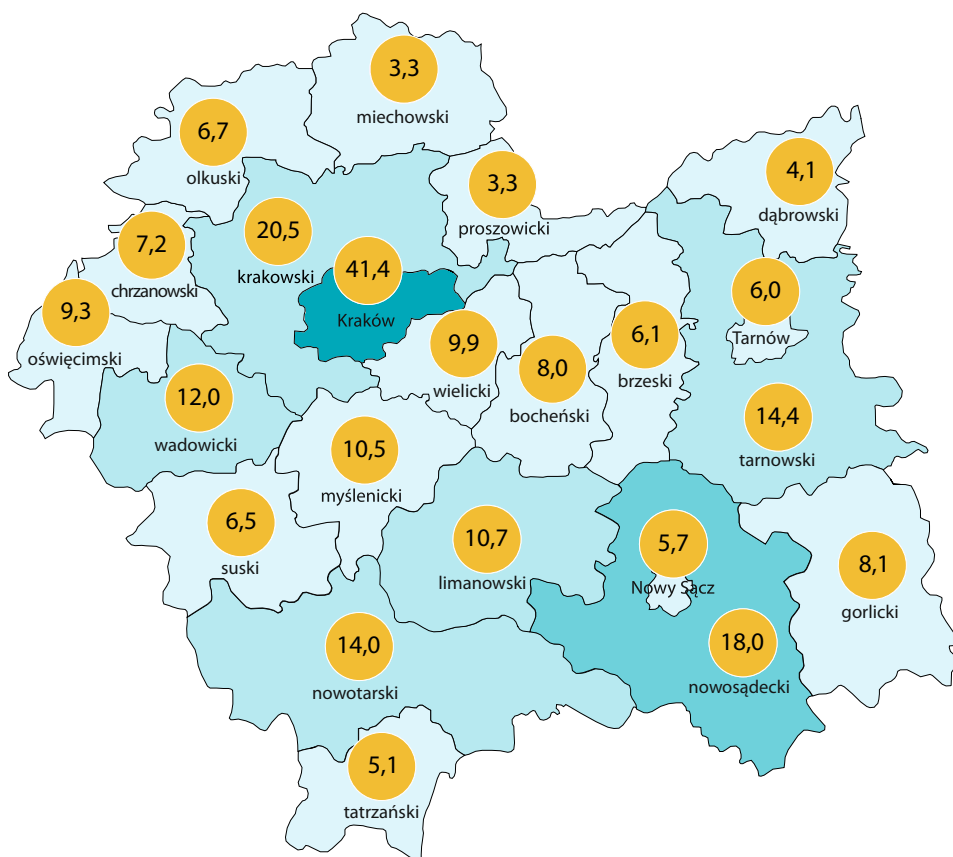 3,3
miechowski
6,7
olkuski
3,3
proszowicki
4,1
dąbrowski
20,5
krakowski
7,2
chrzanowski
41,4
Kraków
6,0
Tarnów
9,3
oświęcimski
9,9
wielicki
8,0
bocheński
6,1
brzeski
12,0
wadowicki
14,4
tarnowski
10,5
myślenicki
6,5
suski
10,7
limanowski
5,7
Nowy Sącz
8,1
gorlicki
14,0
nowotarski
18,0
nowosądecki
5,1
tatrzański